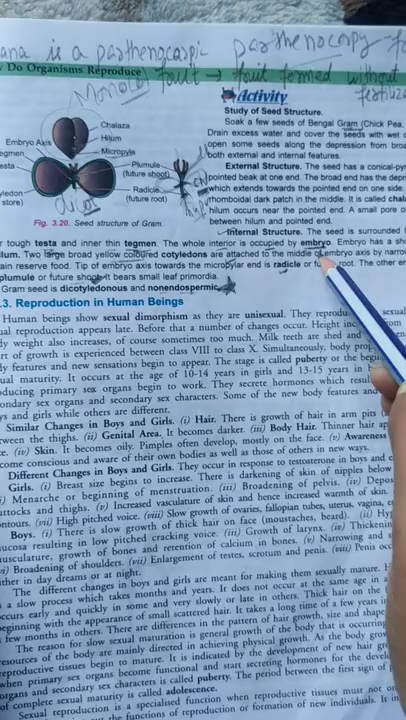 ana is a parthenocarpic parthenocarpy - f
Do Organisms Reproduce
Monocot fruit → fruit formed without
fertiliza
Activity
Study of Seed Structure.
Soak a few seeds of Bengal Gram (Chick Pea,
Drain excess water and cover the seeds with wet c
open some seeds along the depression from bro
both external and internal features.
External Structure. The seed has a conical-py
pointed beak at one end. The broad end has the depr
which extends towards the pointed end on one side.
rhomboidal dark patch in the middle. It is called chal
hilum occurs near the pointed end. A small pore o
between hilum and pointed end.
Internal Structure. The seed is surrounded
Chalaza
Hilum
Micropyle
Embryo Axis
egmen
esta
Plumule
(future shoot)
Radicle
(future root)
yledon
store)
dicot
Fig. 3.20. Seed structure of Gram.
r tough testa and inner thin tegmen. The whole interior is occupied by embryo. Embryo has a sho
llum. Two large broad yellow coloured cotyledons are attached to the middle of embryo axis by narrow
ain reserve food. Tip of embryo axis towards the micropylar end is radicle or fu root. The other en
plumule or future shoot. It bears small leaf primordia.
Gram seed is dicotyledonous and nonendospermic.
.3. Reproduction in Human Beings
Human beings show sexual dimorphism as they are unisexual. They reprodu sexual
ual reproduction appears late. Before that a number of changes occur. Height inc from
dy weight also increases, of course sometimes too much. Milk teeth are shed and
rt of growth is experienced between class VIII to class X. Simultaneously, body
dy features and new sensations begin to appear. The stage is called puberty or the begi
ual maturity. It occurs at the age of 10-14 years in girls and 13-15 years in
oducing primary sex organs begin to work. They secrete hormones which resul
ondary sex organs and secondary sex characters. Some of the new body features and
ys and girls while others are different.
Similar Changes in Boys and Girls. (i) Hair. There is growth of hair in arm pits (
ween the thighs. (ii) Genital Area. It becomes darker. (iii) Body Hair. Thinner hair ap
ce. (iv) Skin. It becomes oily. Pimples often develop, mostly on the face. (v) Awareness
come conscious and aware of their own bodies as well as those of others in new ways.
Different Changes in Boys and Girls. They occur in response to testosterone in boys and e
Girls. (i) Breast size begins to increase. There is darkening of skin of nipples below
) Menarche or beginning of menstruation. (iii) Broadening of pelvis. (iv) Depos
attocks and thighs. (v) Increased vasculature of skin and hence increased warmth of skin.
ontours. (vii) High pitched voice. (viii) Slow growth of ovaries, fallopian tubes, uterus, vagina
Boys. (i) There is slow growth of thick hair on face (moustaches, beard). (ii) Hy
ucosa resulting in low pitched cracking voice. (iii) Growth of larynx. (iv) Thickenin
usculature, growth of bones and retention of calcium in bones. (v) Narrowing and s
) Broadening of shoulders. (vii) Enlargement of testes, scrotum and penis. (viii) Penis occ
ither in day dreams or at night.
The different changes in boys and girls are meant for making them sexually mature. H
s a slow process which takes months and years. It does not occur at the same age in a
ccurs early and quickly in some and very slowly or late in others. Thick hair on the
eginning with the appearance of small scattered hair. It takes a long time of a few years i
few months in others. There are differences in the pattern of hair growth, size and shape
The reason for slow sexual maturation is general growth of the body that is occurring
esources of the body are mainly directed in achieving physical growth. As the body grow
reproductive tissues begin to mature. It is indicated by the development of new hair gro
when primary sex organs become functional and start secreting hormones for the develo
organs and secondary sex characters is called puberty. The period between the first sign of
of complete sexual maturity is called adolescence.
Sexual reproduction is a specialised function when reproductive tissues must not on
the functions of reproduction or formation of new individuals. It in